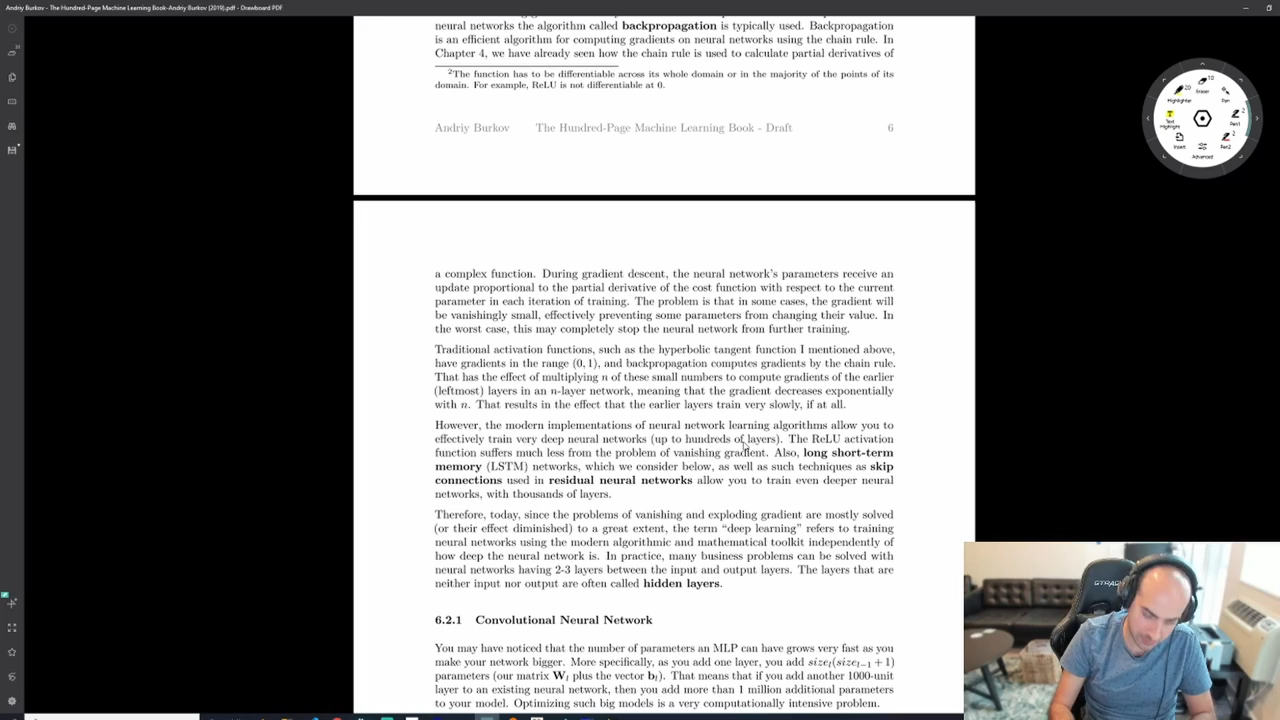 Andriy Burkov - The Hundred-Page Machine Learning Book-Andriy Burkov (2019).pdf - Drawboard PDF
neural networks the algorithm called backpropagation is typically used. Backpropagation
is an efficient algorithm for computing gradients on neural networks using the chain rule. In
Chapter 4, we have already seen how the chain rule is used to calculate partial derivatives of
2The function has to be differentiable across its whole domain or in the majority of the points of its
domain. For example, ReLU is not differentiable at 0.
Andriy Burkov The Hundred-Page Machine Learning Book - Draft 6
a complex function. During gradient descent, the neural network's parameters receive an
update proportional to the partial derivative of the cost function with respect to the current
parameter in each iteration of training. The problem is that in some cases, the gradient will
be vanishingly small, effectively preventing some parameters from changing their value. In
the worst case, this may completely stop the neural network from further training.
Traditional activation functions, such as the hyperbolic tangent function I mentioned above,
have gradients in the range (0, 1), and backpropagation computes gradients by the chain rule.
That has the effect of multiplying n of these small numbers to compute gradients of the earlier
(leftmost) layers in an n-layer network, meaning that the gradient decreases exponentially
with n. That results in the effect that the earlier layers train very slowly, if at all.
However, the modern implementations of neural network learning algorithms allow you to
effectively train very deep neural networks (up to hundreds of layers). The ReLU activation
function suffers much less from the problem of vanishing gradient. Also, long short-term
memory (LSTM) networks, which we consider below, as well as such techniques as skip
connections used in residual neural networks allow you to train even deeper neural
networks, with thousands of layers.
Therefore, today, since the problems of vanishing and exploding gradient are mostly solved
(or their effect diminished) to a great extent, the term "deep learning" refers to training
neural networks using the modern algorithmic and mathematical toolkit independently of
how deep the neural network is. In practice, many business problems can be solved with
neural networks having 2-3 layers between the input and output layers. The layers that are
neither input nor output are often called hidden layers.
6.2.1 Convolutional Neural Network
You may have noticed that the number of parameters an MLP can have grows very fast as you
make your network bigger. More specifically, as you add one layer, you add size_l(size_{l−1} + 1)
parameters (our matrix W_l plus the vector b_l). That means that if you add another 1000-unit
layer to an existing neural network, then you add more than 1 million additional parameters
to your model. Optimizing such big models is a very computationally intensive problem.
Eraser
10
Highlighter
20
Pen
Text Highlight
Pen1
2
Insert
Pen2
2
Advanced
GTRACING